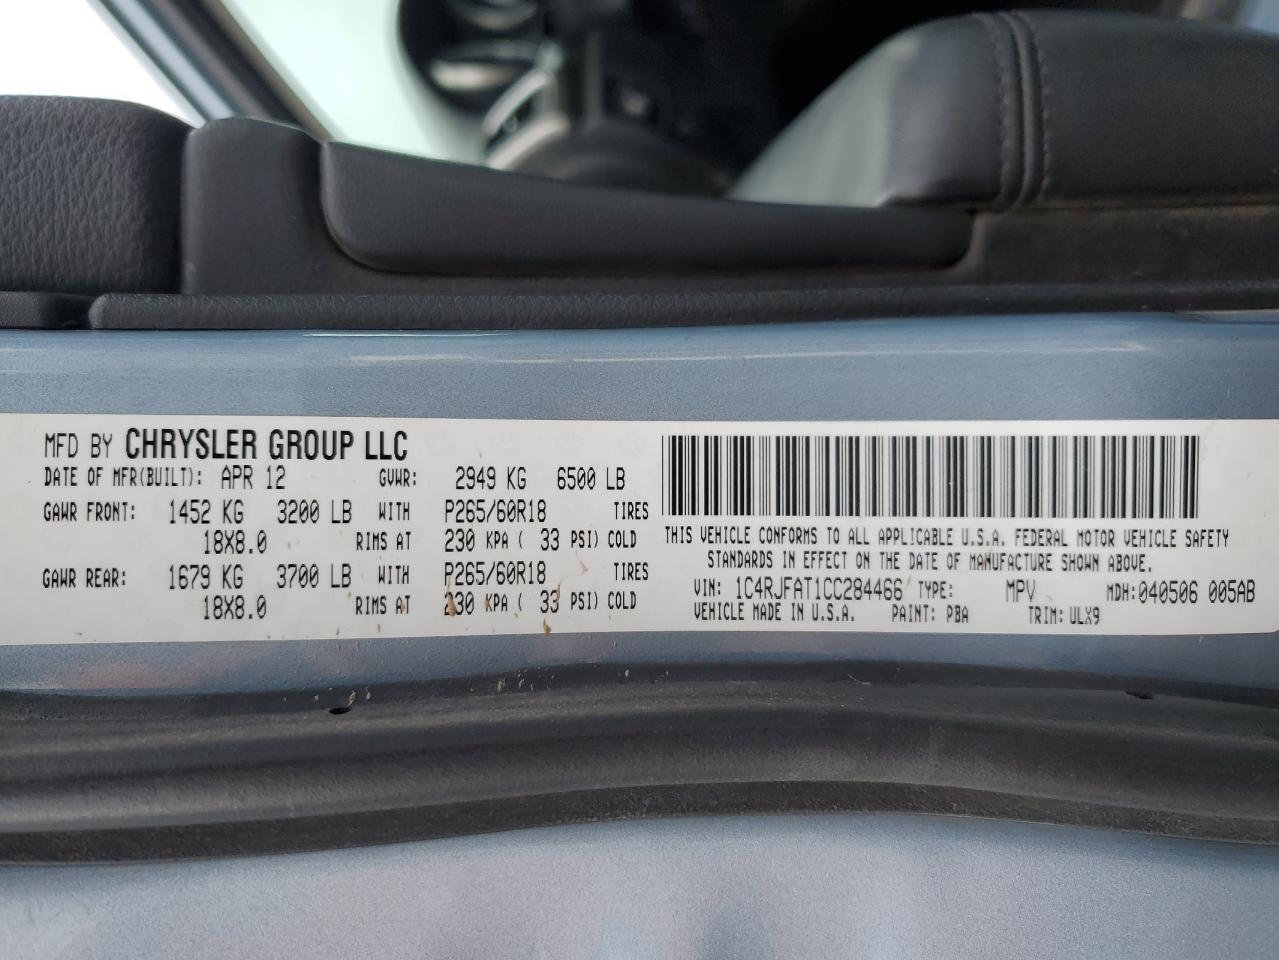 MFD BY CHRYSLER GROUP LLC
DATE OF MFR(BUILT): APR 12 GVWR: 2949 KG 6500 LB
GAWR FRONT: 1452 KG 3200 LB WITH P265/60R18 TIRES
18X8.0 RIMS AT 230 KPA ( 33 PSI) COLD
GAWR REAR: 1679 KG 3700 LB WITH P265/60R18 TIRES
18X8.0 RIMS AT 230 KPA ( 33 PSI) COLD
THIS VEHICLE CONFORMS TO ALL APPLICABLE U.S.A. FEDERAL MOTOR VEHICLE SAFETY
STANDARDS IN EFFECT ON THE DATE OF MANUFACTURE SHOWN ABOVE.
VIN: 1C4RJFAT1CC284466 TYPE: MPV MDH: 040506 005AB
VEHICLE MADE IN U.S.A. PAINT: PBA TRIM: ULX9